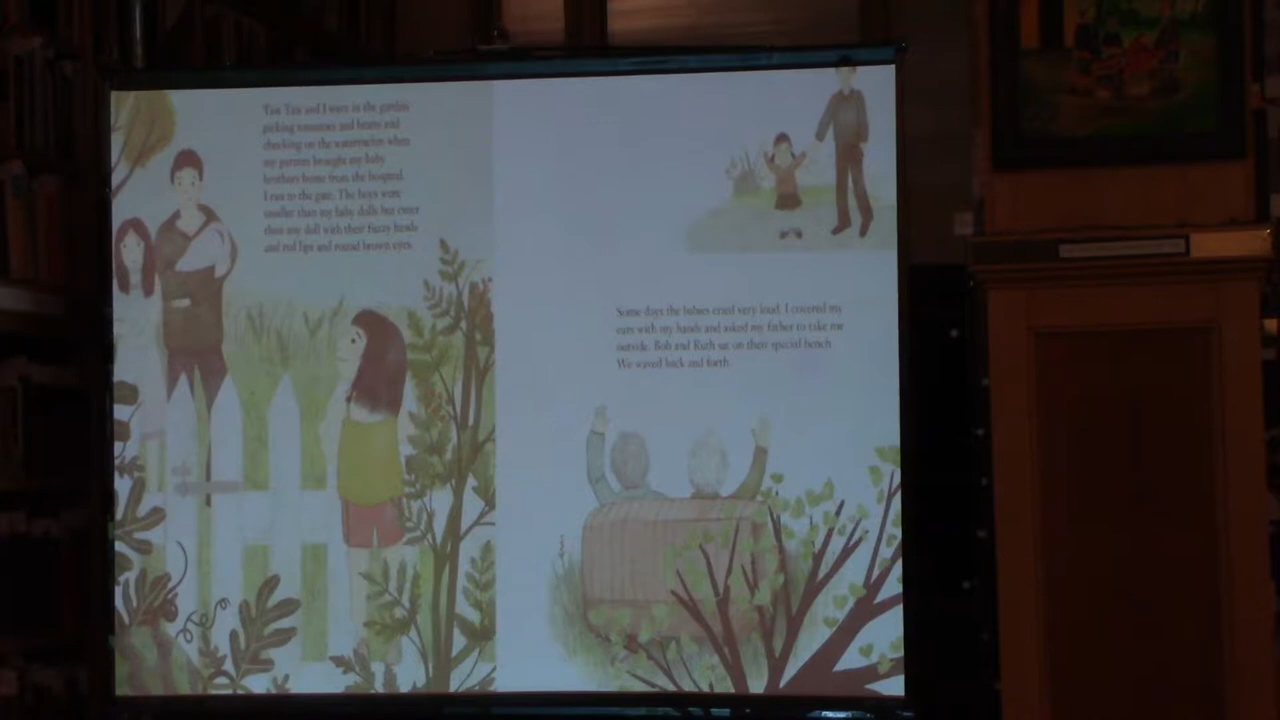 Tait Taw and I were in the garden
picking tomatoes and beans and
checking on the watermelon when
my parents brought my baby
brothers home from the hospital.
I ran to the gate. The boys were
smaller than my baby dolls but cuter
than any doll with their fuzzy heads
and red lips and round brown eyes.
Some days the babies cried very loud. I covered my
ears with my hands and asked my father to take me
outside. Bob and Ruth sat on their special bench.
We waved back and forth.